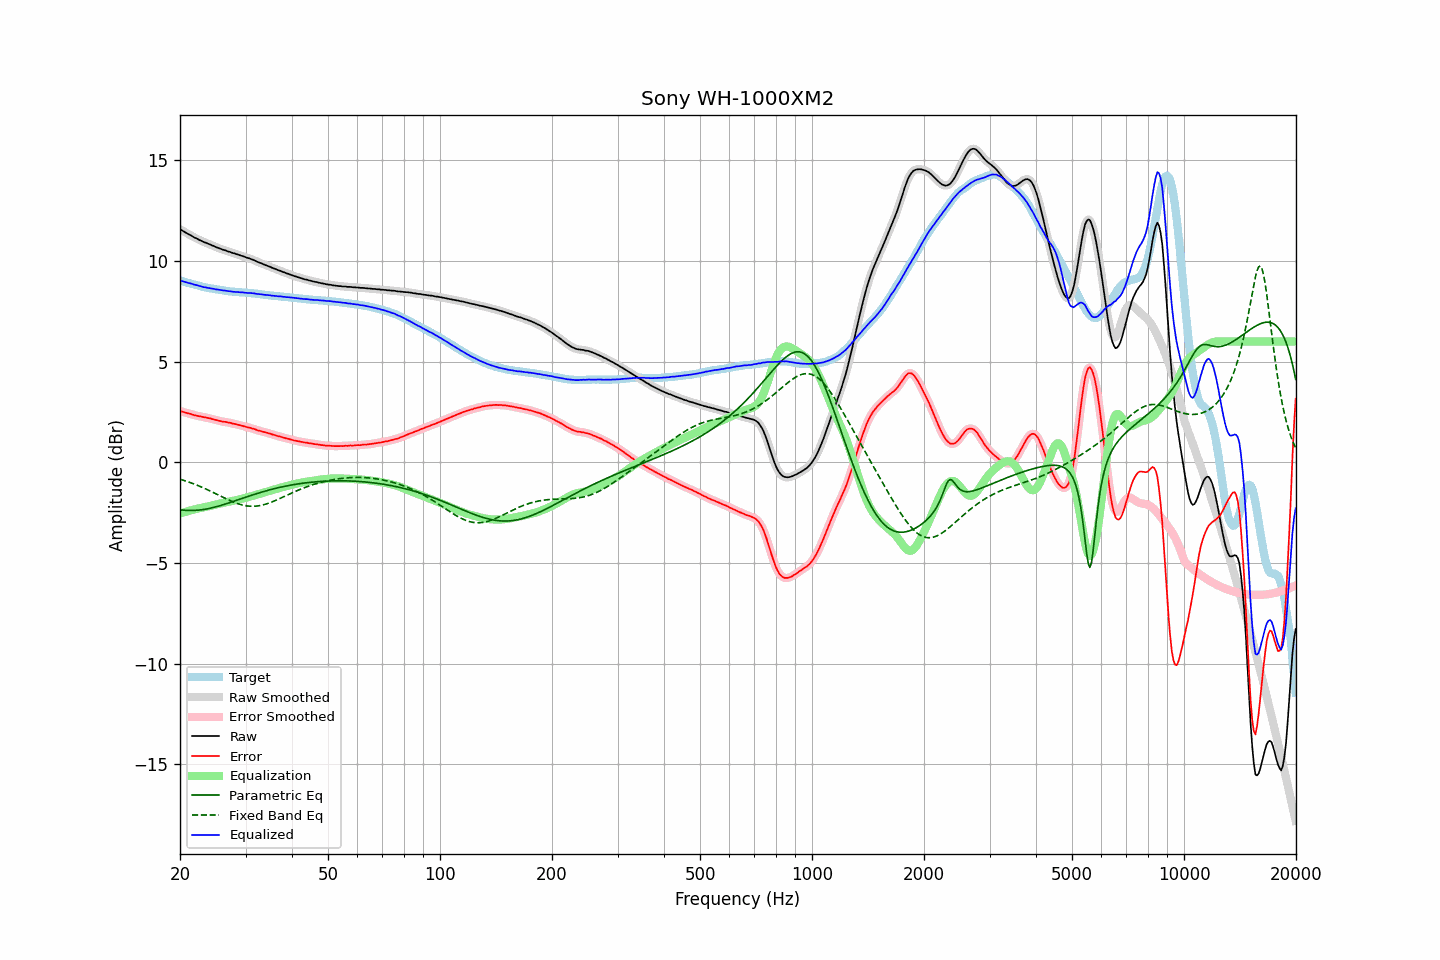 Sony WH-1000XM2
Amplitude (dBr)
15
10
5
0
−5
−10
−15
Target
Raw Smoothed
Error Smoothed
Raw
Error
Equalization
Parametric Eq
Fixed Band Eq
Equalized
20 50 100 200 500 1000 2000 5000 10000 20000
Frequency (Hz)